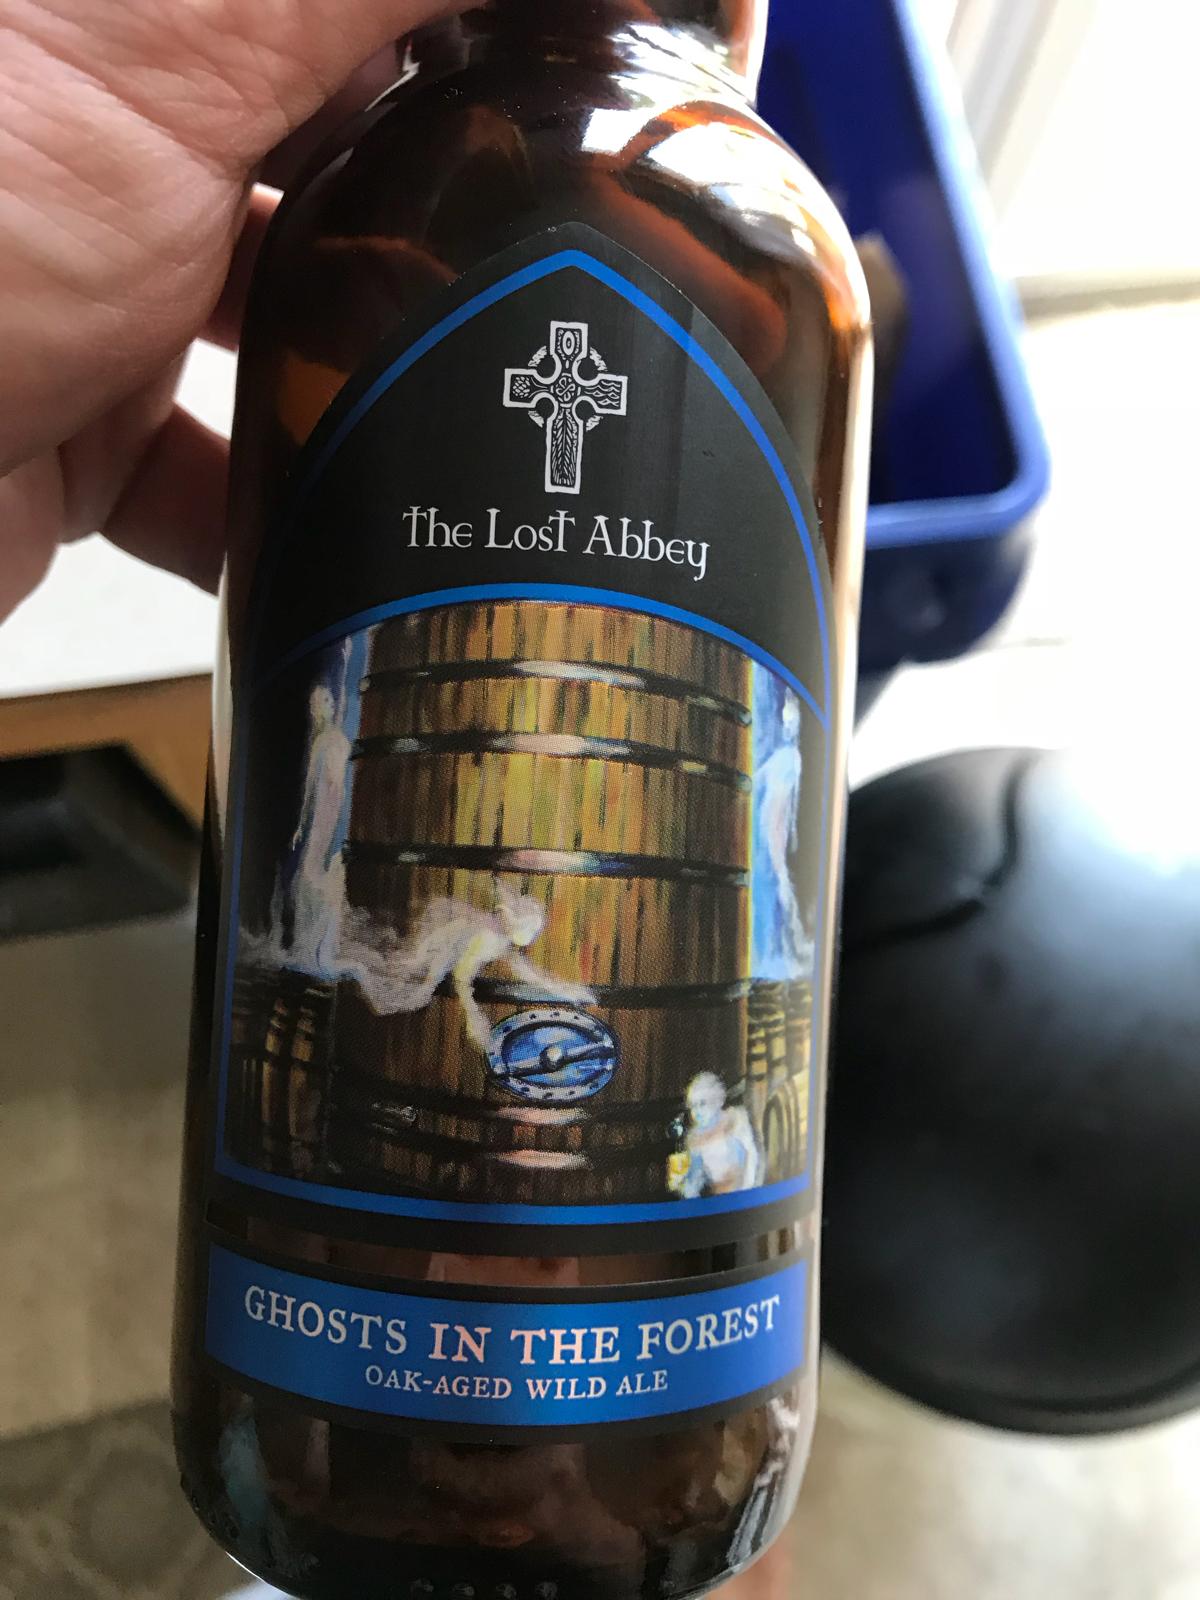 The Lost Abbey
GHOSTS IN THE FOREST
OAK-AGED WILD ALE